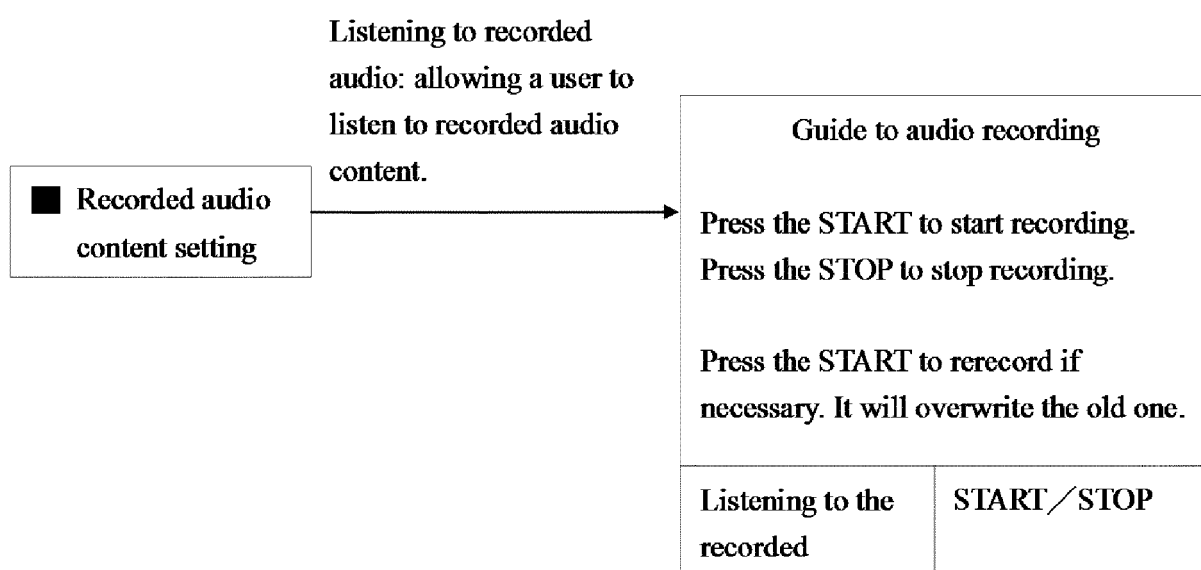 Listening to recorded
audio: allowing a user to
listen to recorded audio
content.
Recorded audio
content setting
Guide to audio recording
Press the START to start recording.
Press the STOP to stop recording.
Press the START to rerecord if
necessary. It will overwrite the old one.
Listening to the
recorded
START／STOP